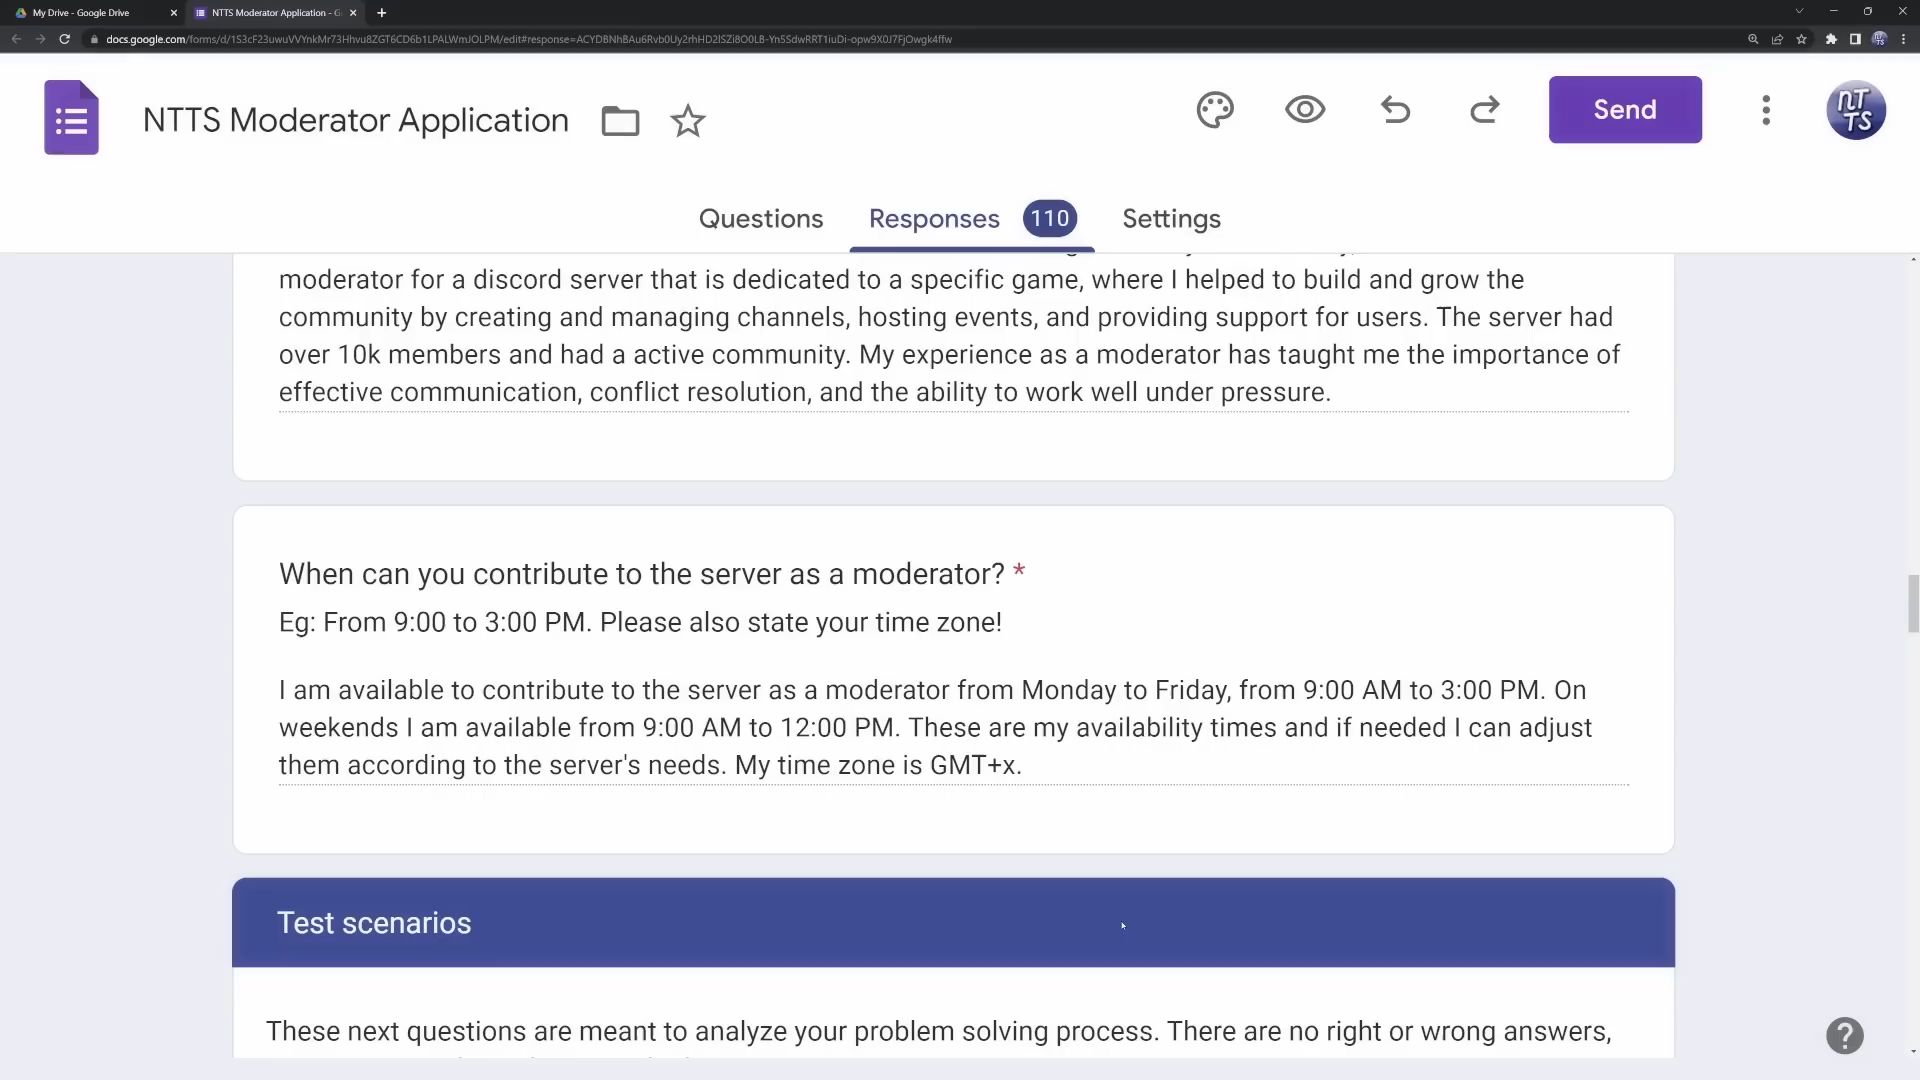 My Drive - Google Drive
NTTS Moderator Application - G
NTTS Moderator Application
Send
nT
TS
Questions
Responses 110
Settings
moderator for a discord server that is dedicated to a specific game, where I helped to build and grow the
community by creating and managing channels, hosting events, and providing support for users. The server had
over 10k members and had a active community. My experience as a moderator has taught me the importance of
effective communication, conflict resolution, and the ability to work well under pressure.
When can you contribute to the server as a moderator? *
Eg: From 9:00 to 3:00 PM. Please also state your time zone!
I am available to contribute to the server as a moderator from Monday to Friday, from 9:00 AM to 3:00 PM. On
weekends I am available from 9:00 AM to 12:00 PM. These are my availability times and if needed I can adjust
them according to the server's needs. My time zone is GMT+x.
Test scenarios
These next questions are meant to analyze your problem solving process. There are no right or wrong answers,